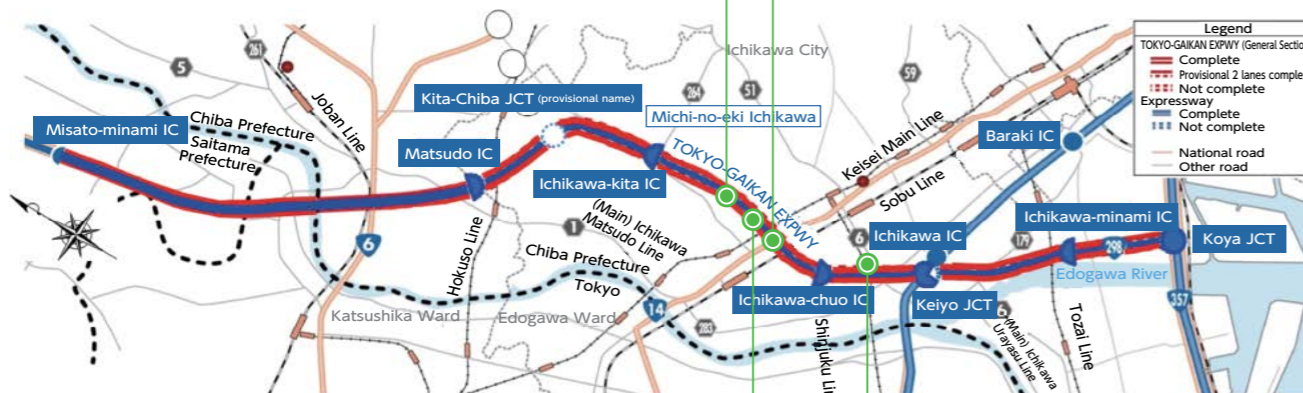 Legend
TOKYO-GAIKAN EXPWY (General Sectio
Complete
Provisional 2 lanes comple
Not complete
Expressway
Complete
Not complete
National road
Other road
Ichikawa City
261
5
59
264
51
Joban Line
Kita-Chiba JCT (provisional name)
Michi-no-eki Ichikawa
Keisei Main Line
Baraki IC
Misato-minami IC
Chiba Prefecture
Saitama
Prefecture
Matsudo IC
TOKYO-GAIKAN EXPWY
Sobu Line
Ichikawa-kita IC
(Main) Ichikawa
Matsudo Line
1
6
Ichikawa IC
Ichikawa-minami IC
179
298
Koya JCT
6
Hokuso Line
Chiba Prefecture
Tokyo
Edogawa River
Ichikawa-chuo IC
Keiyo JCT
357
Katsushika Ward
Edogawa Ward
14
283
6
Shinjuku Li
(Main) Ichikawa
Urayasu Line
Tozai Line